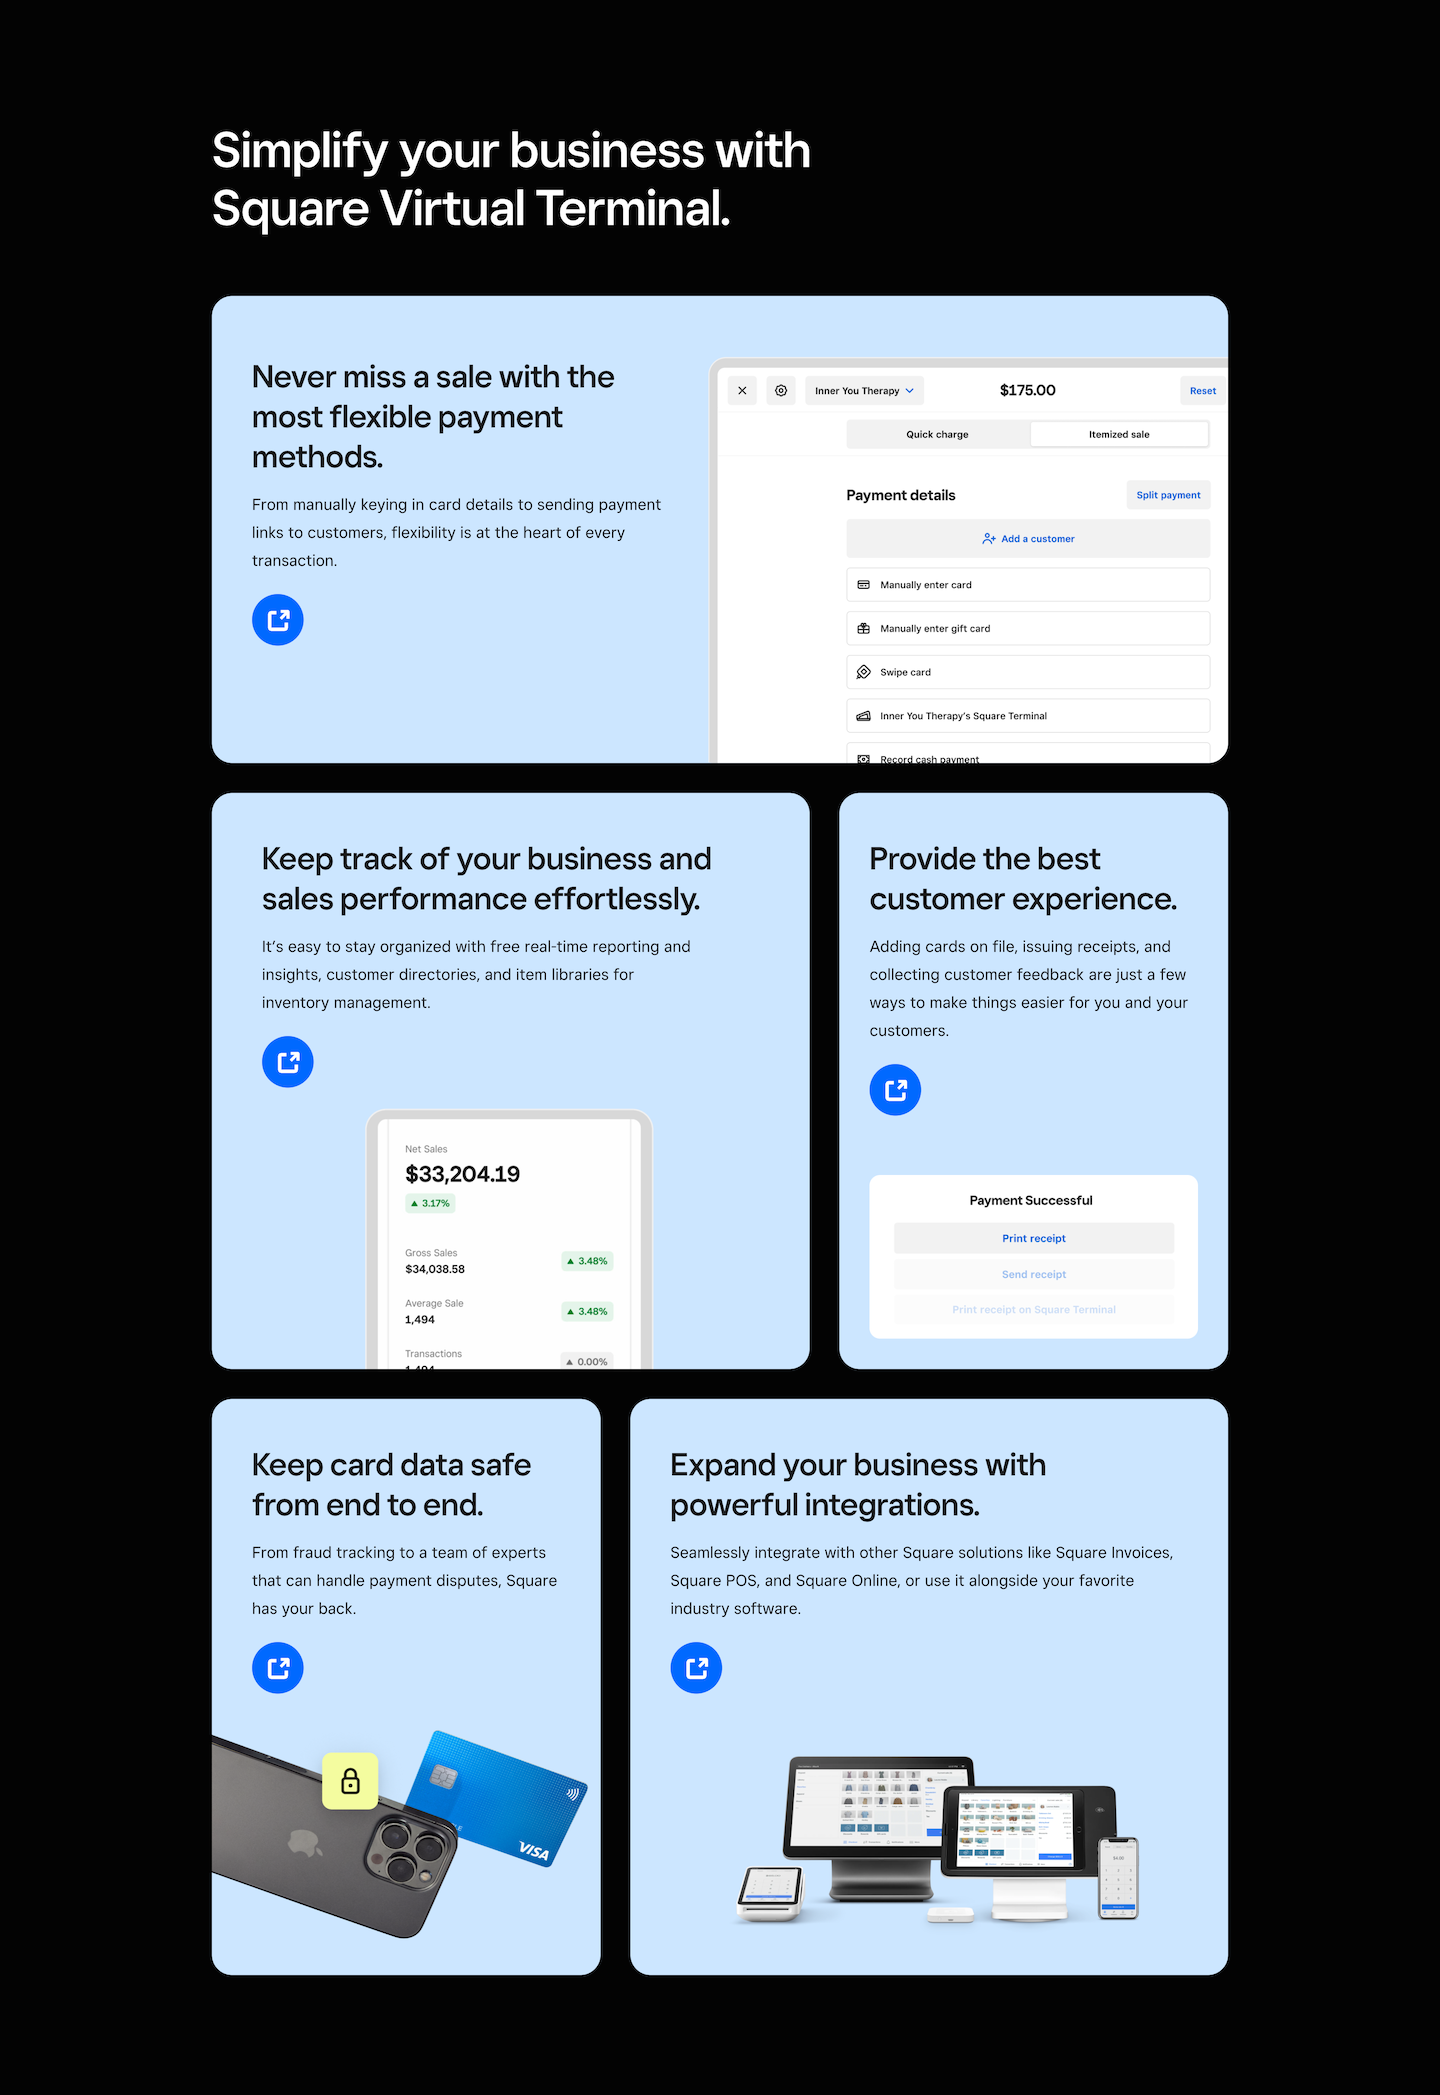 Simplify your business with
Square Virtual Terminal.
Never miss a sale with the
most flexible payment
methods.
From manually keying in card details to sending payment
links to customers, flexibility is at the heart of every
transaction.
Inner You Therapy
$175.00
Reset
Quick charge
Itemized sale
Payment details
Split payment
Add a customer
Manually enter card
Manually enter gift card
Swipe card
Inner You Therapy's Square Terminal
Record cash payment
Keep track of your business and
sales performance effortlessly.
It's easy to stay organized with free real-time reporting and
insights, customer directories, and item libraries for
inventory management.
Net Sales
$33,204.19
▲ 3.17%
Gross Sales
$34,038.58
▲ 3.48%
Average Sale
1,494
▲ 3.48%
Transactions
▲ 0.00%
Provide the best
customer experience.
Adding cards on file, issuing receipts, and
collecting customer feedback are just a few
ways to make things easier for you and your
customers.
Payment Successful
Print receipt
Send receipt
Print receipt on Square Terminal
Keep card data safe
from end to end.
From fraud tracking to a team of experts
that can handle payment disputes, Square
has your back.
VISA
Expand your business with
powerful integrations.
Seamlessly integrate with other Square solutions like Square Invoices,
Square POS, and Square Online, or use it alongside your favorite
industry software.